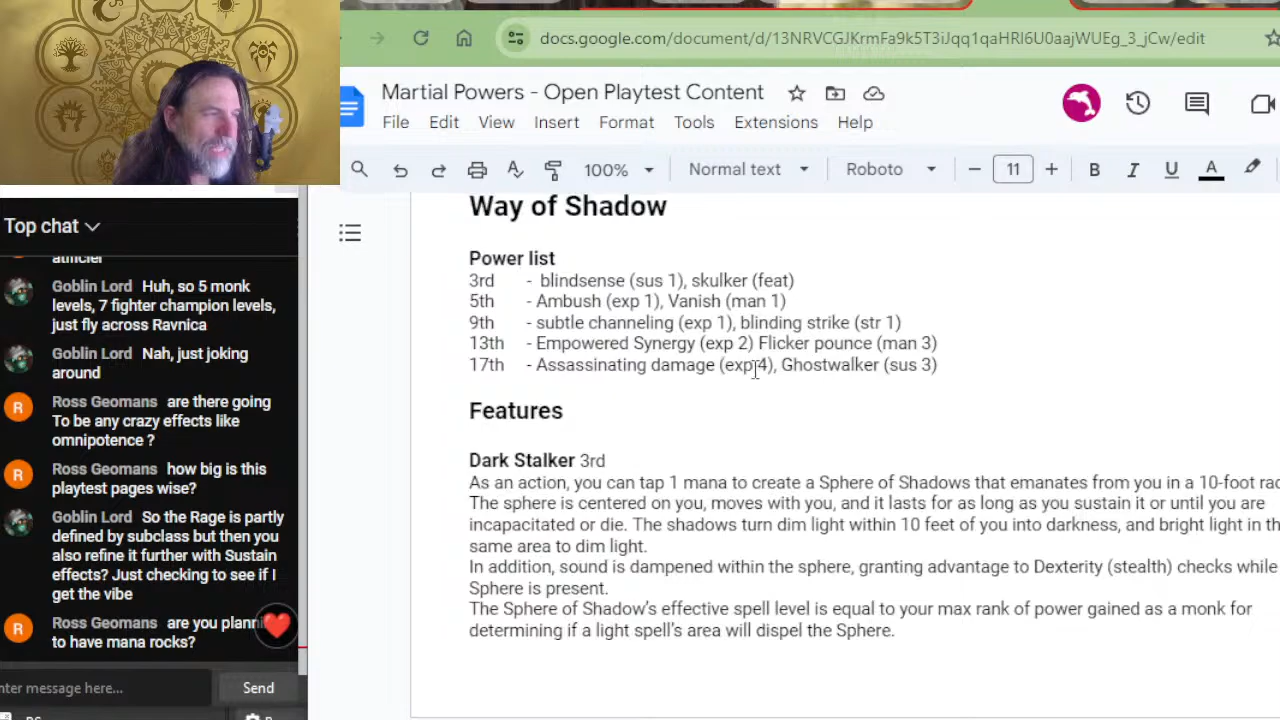 docs.google.com/document/d/13NRVCGJKrmFa9k5T3iJqq1qaHRl6U0aajWUEg_3_jCw/edit
Martial Powers - Open Playtest Content
File Edit View Insert Format Tools Extensions Help
100% Normal text Roboto 11 B I U A
Top chat
Goblin Lord Huh, so 5 monk
levels, 7 fighter champion levels,
just fly across Ravnica
Goblin Lord Nah, just joking
around
R Ross Geomans are there going
To be any crazy effects like
omnipotence ?
R Ross Geomans how big is this
playtest pages wise?
Goblin Lord So the Rage is partly
defined by subclass but then you
also refine it further with Sustain
effects? Just checking to see if I
get the vibe
R Ross Geomans are you
to have mana rocks?
message here...
Send
Way of Shadow
Power list
3rd - blindsense (sus 1), skulker (feat)
5th - Ambush (exp 1), Vanish (man 1)
9th - subtle channeling (exp 1), blinding strike (str 1)
13th - Empowered Synergy (exp 2) Flicker pounce (man 3)
17th - Assassinating damage (exp 4), Ghostwalker (sus 3)
Features
Dark Stalker 3rd
As an action, you can tap 1 mana to create a Sphere of Shadows that emanates from you in a 10-foot
The sphere is centered on you, moves with you, and it lasts for as long as you sustain it or until you are
incapacitated or die. The shadows turn dim light within 10 feet of you into darkness, and bright light in
same area to dim light.
In addition, sound is dampened within the sphere, granting advantage to Dexterity (stealth) checks while
Sphere is present.
The Sphere of Shadow's effective spell level is equal to your max rank of power gained as a monk for
determining if a light spell's area will dispel the Sphere.